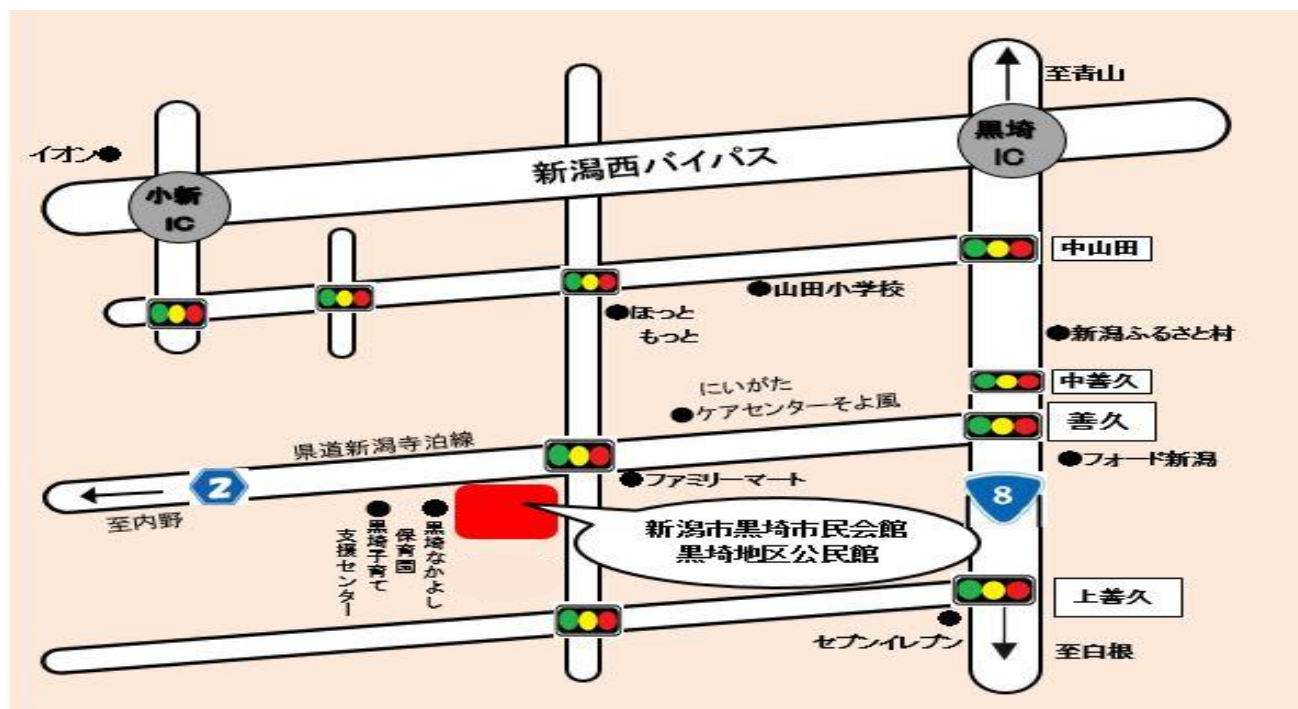 至青山
黒埼
IC
イオン
新潟西バイパス
小新
IC
中山田
山田小学校
ほっと
もっと
新潟ふるさと村
中善久
にいがた
ケアセンターそよ風
善久
県道新潟寺泊線
フォード新潟
2
ファミリーマート
8
至内野
新潟市黒埼市民会館
黒埼地区公民館
黒埼なかよし
保育園
黒埼子育て
支援センター
上善久
セブンイレブン
至白根